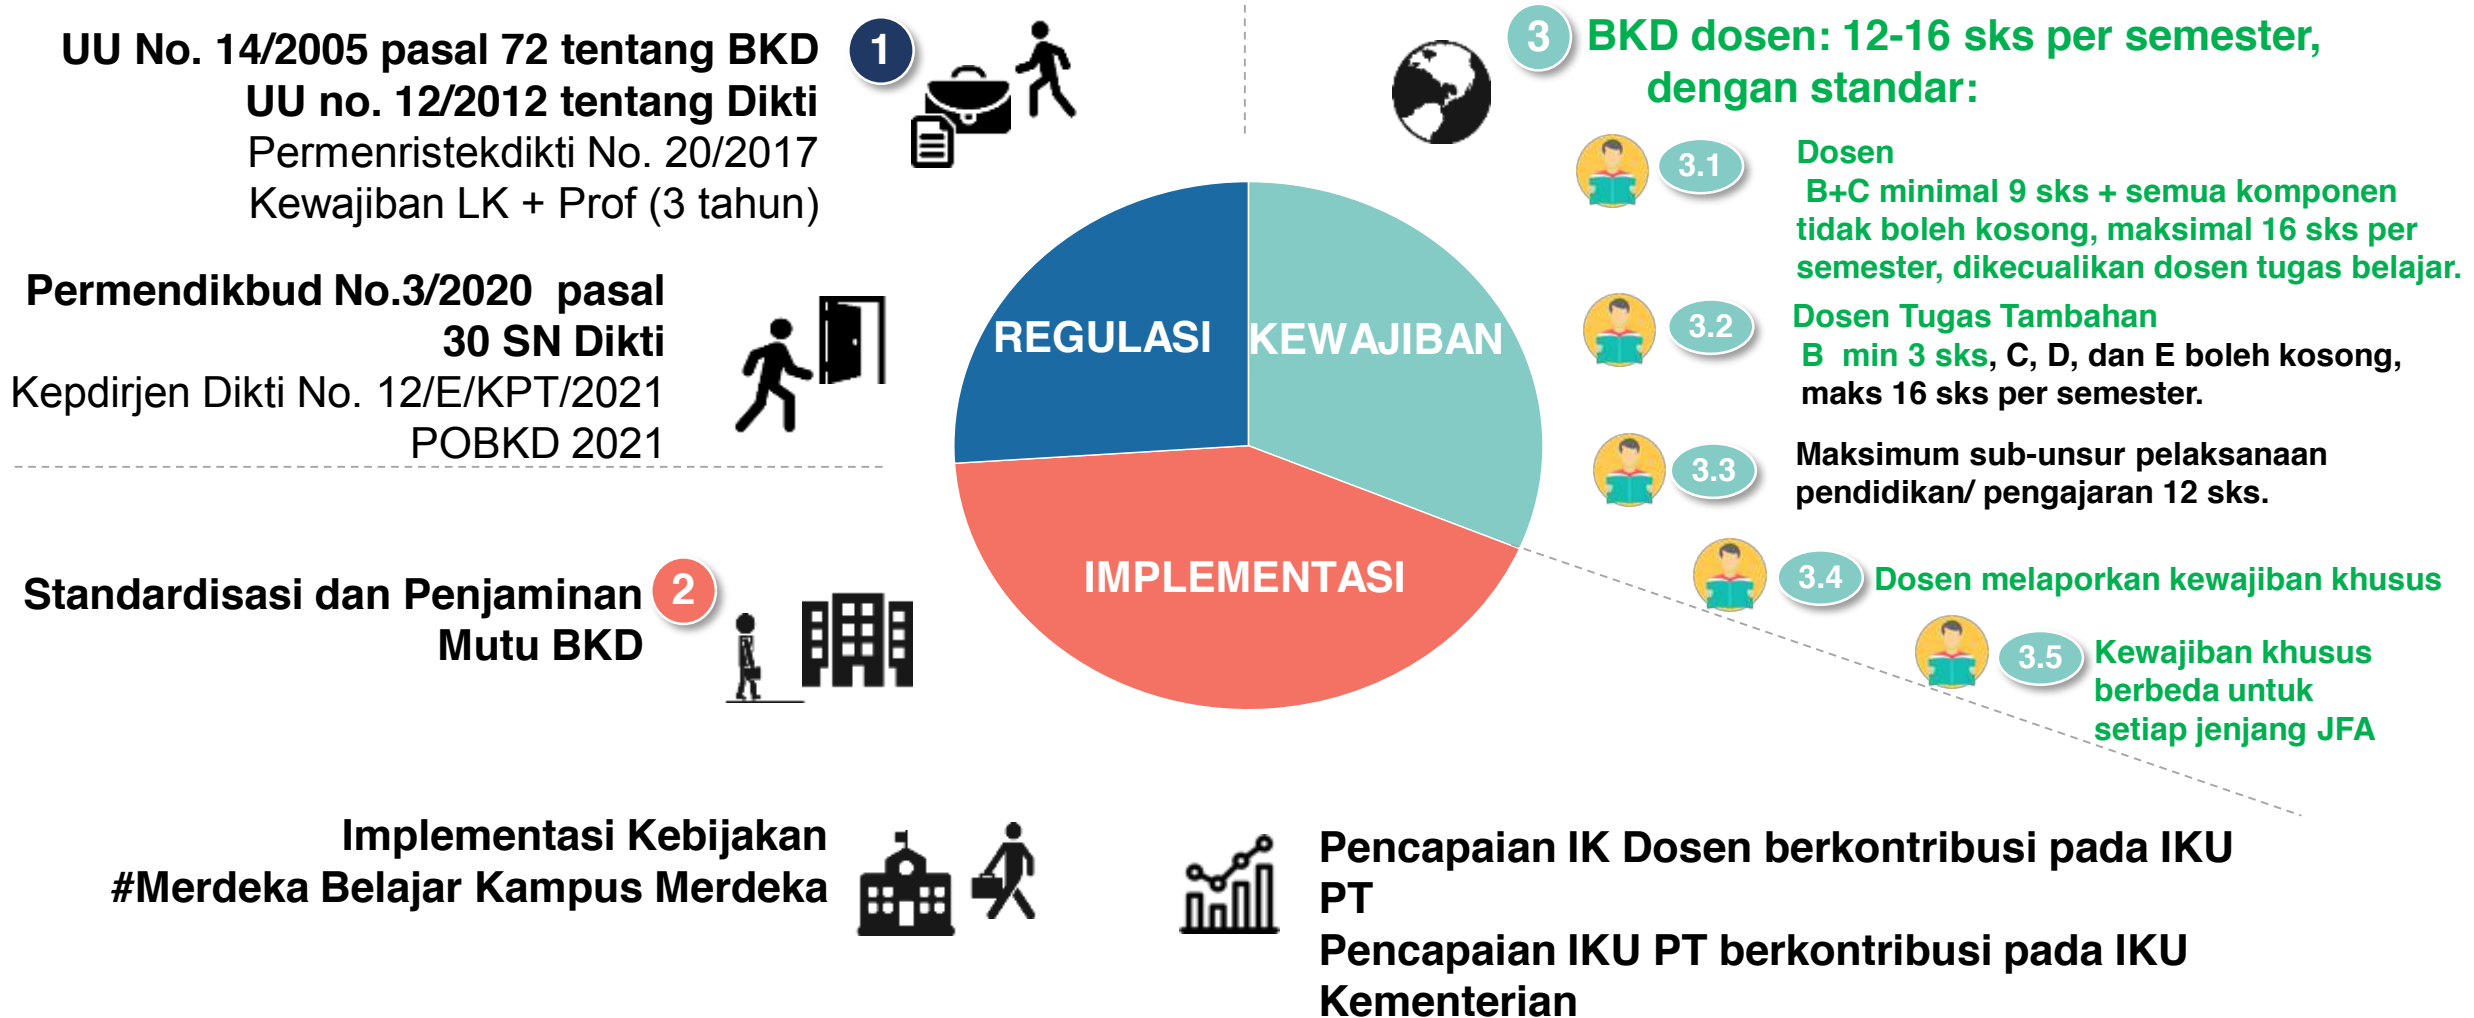 UU No. 14/2005 pasal 72 tentang BKD
UU no. 12/2012 tentang Dikti
Permenristekdikti No. 20/2017
Kewajiban LK + Prof (3 tahun)
1
Permendikbud No.3/2020 pasal
30 SN Dikti
Kepdirjen Dikti No. 12/E/KPT/2021
POBKD 2021
Standardisasi dan Penjaminan
Mutu BKD
2
Implementasi Kebijakan
#Merdeka Belajar Kampus Merdeka
REGULASI
KEWAJIBAN
IMPLEMENTASI
3
BKD dosen: 12-16 sks per semester,
dengan standar:
3.1
Dosen
B+C minimal 9 sks + semua komponen
tidak boleh kosong, maksimal 16 sks per
semester, dikecualikan dosen tugas belajar.
3.2
Dosen Tugas Tambahan
B min 3 sks, C, D, dan E boleh kosong,
maks 16 sks per semester.
3.3
Maksimum sub-unsur pelaksanaan
pendidikan/ pengajaran 12 sks.
3.4
Dosen melaporkan kewajiban khusus
3.5
Kewajiban khusus
berbeda untuk
setiap jenjang JFA
Pencapaian IK Dosen berkontribusi pada IKU
PT
Pencapaian IKU PT berkontribusi pada IKU
Kementerian